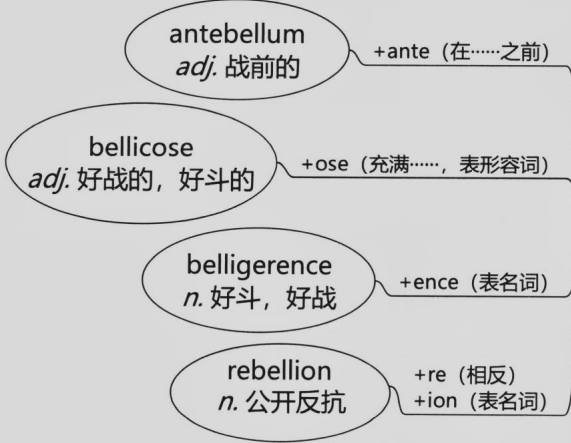 antebellum
adj. 战前的
+ante（在……之前）
bellicose
adj. 好战的，好斗的
+ose（充满……，表形容词）
belligerence
n. 好斗，好战
+ence（表名词）
rebellion
n. 公开反抗
+re（相反）
+ion（表名词）